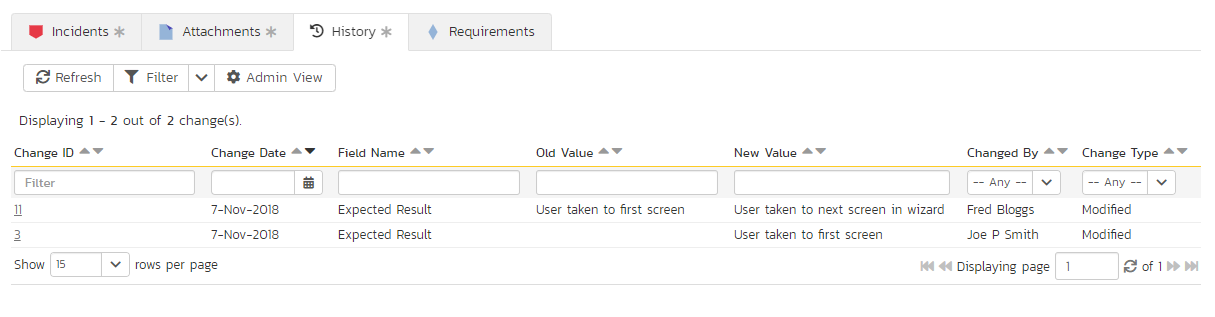 Incidents Attachments History Requirements
Refresh Filter Admin View
Displaying 1 - 2 out of 2 change(s).
Change ID Change Date Field Name Old Value New Value Changed By Change Type
Filter -- Any -- -- Any --
11 7-Nov-2018 Expected Result User taken to first screen User taken to next screen in wizard Fred Bloggs Modified
3 7-Nov-2018 Expected Result User taken to first screen Joe P Smith Modified
Show 15 rows per page Displaying page 1 of 1